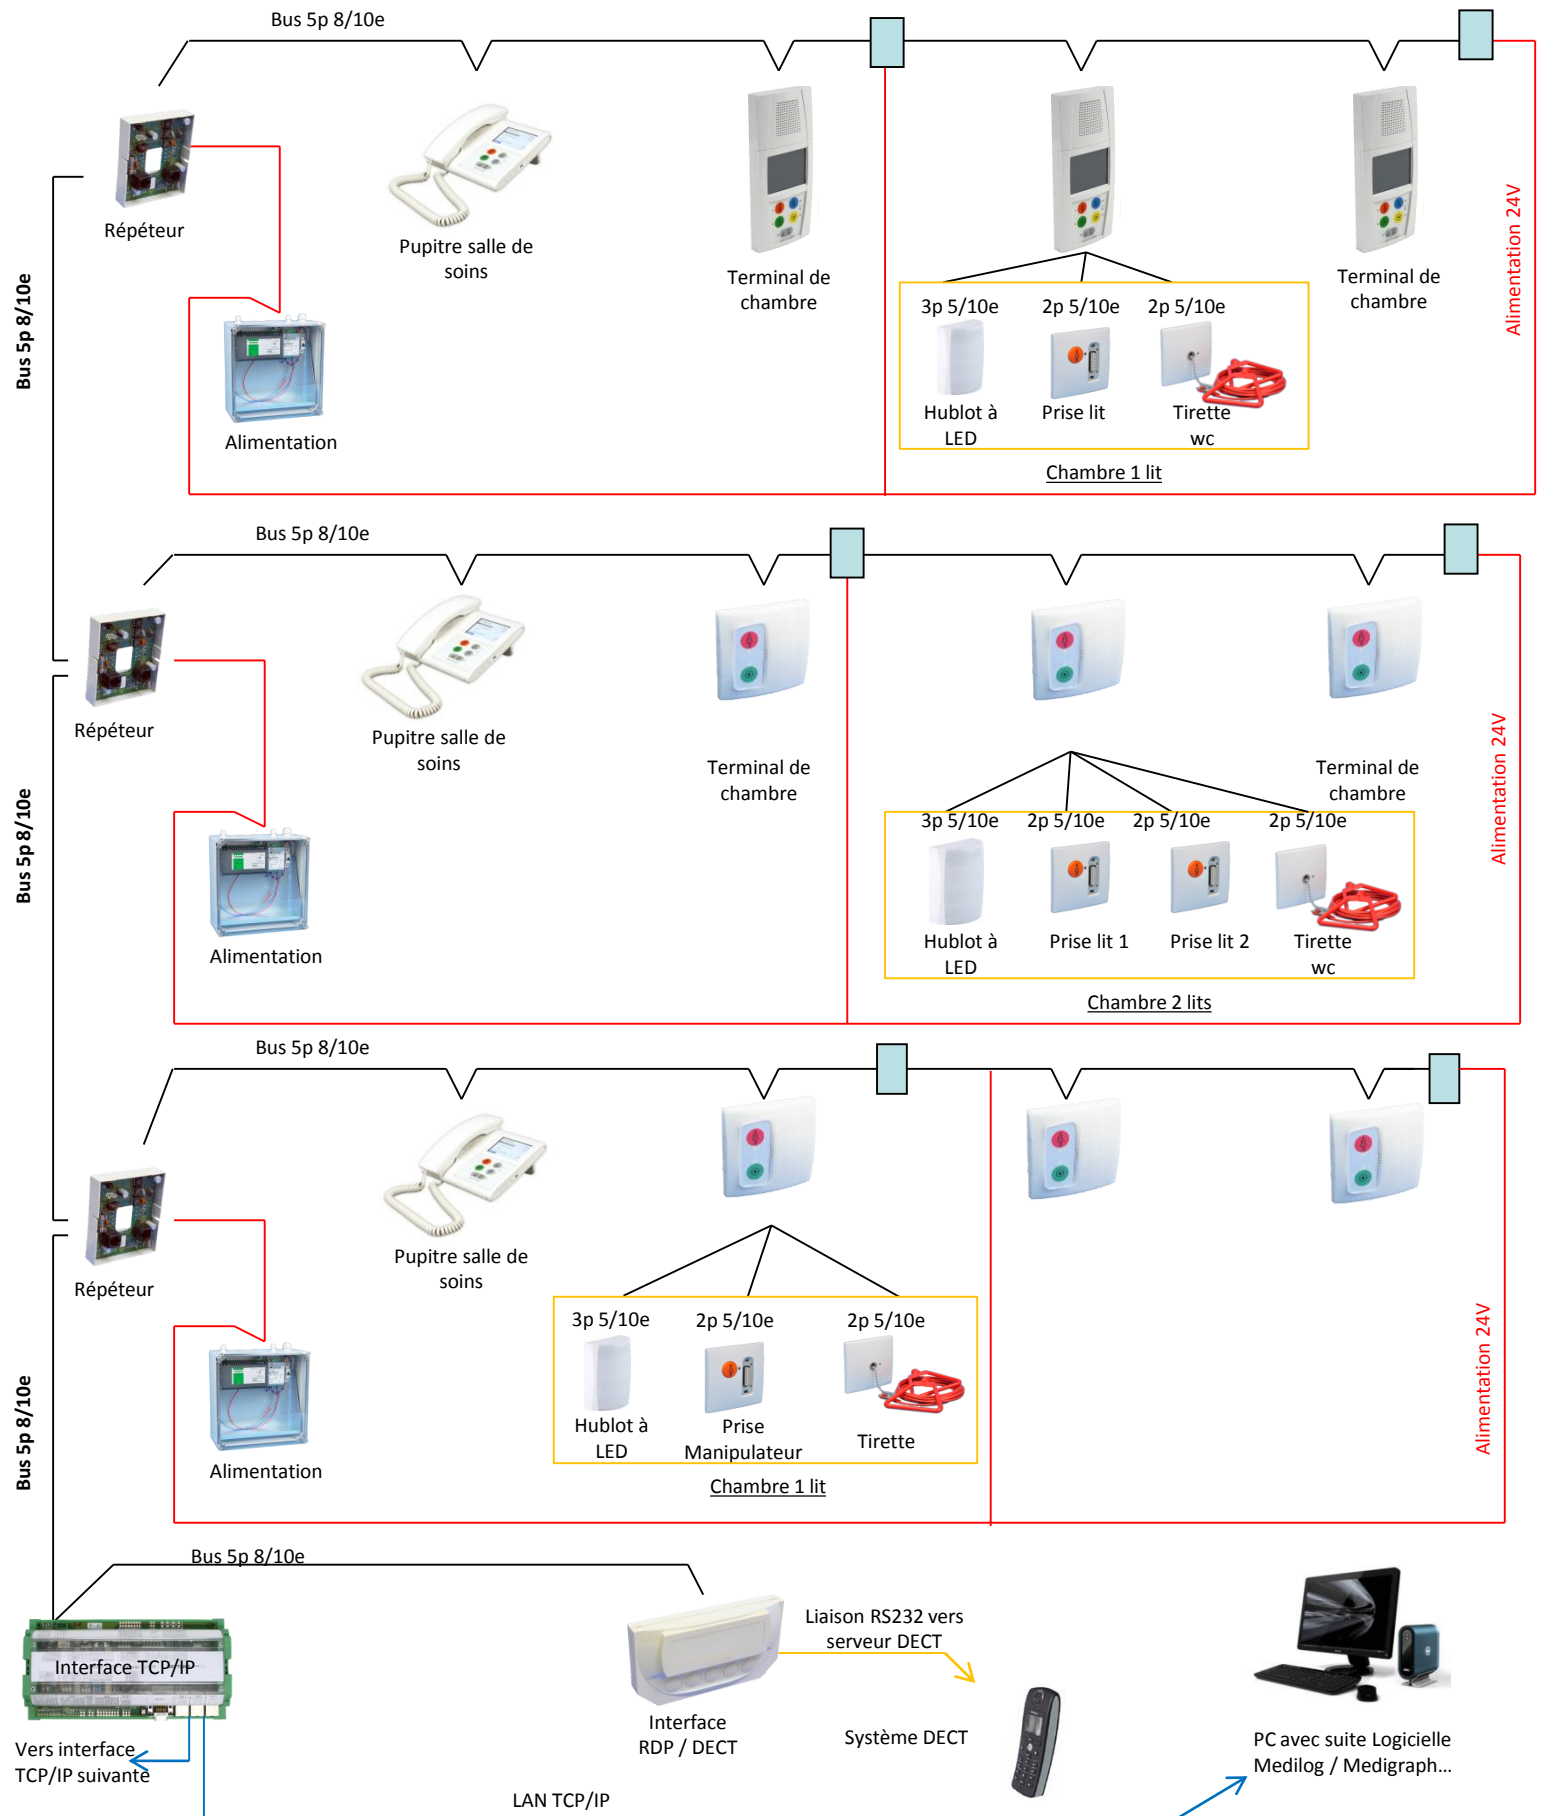 Bus 5p 8/10e
Répéteur
Pupitre salle de
soins
Terminal de
chambre
Terminal de
chambre
Alimentation 24V
Bus 5p 8/10e
Alimentation
3p 5/10e
2p 5/10e
2p 5/10e
Hublot à
LED
Prise lit
Tirette
wc
Chambre 1 lit
Bus 5p 8/10e
Répéteur
Pupitre salle de
soins
Terminal de
chambre
Terminal de
chambre
Alimentation 24V
Bus 5p 8/10e
Alimentation
3p 5/10e
2p 5/10e
2p 5/10e
2p 5/10e
Hublot à
LED
Prise lit 1
Prise lit 2
Tirette
wc
Chambre 2 lits
Bus 5p 8/10e
Répéteur
Pupitre salle de
soins
Alimentation 24V
Bus 5p 8/10e
Alimentation
3p 5/10e
2p 5/10e
2p 5/10e
Hublot à
LED
Prise
Manipulateur
Tirette
Chambre 1 lit
Bus 5p 8/10e
Interface TCP/IP
Liaison RS232 vers
serveur DECT
Interface
RDP / DECT
Système DECT
PC avec suite Logicielle
Medilog / Medigraph...
Vers interface
TCP/IP suivante
LAN TCP/IP